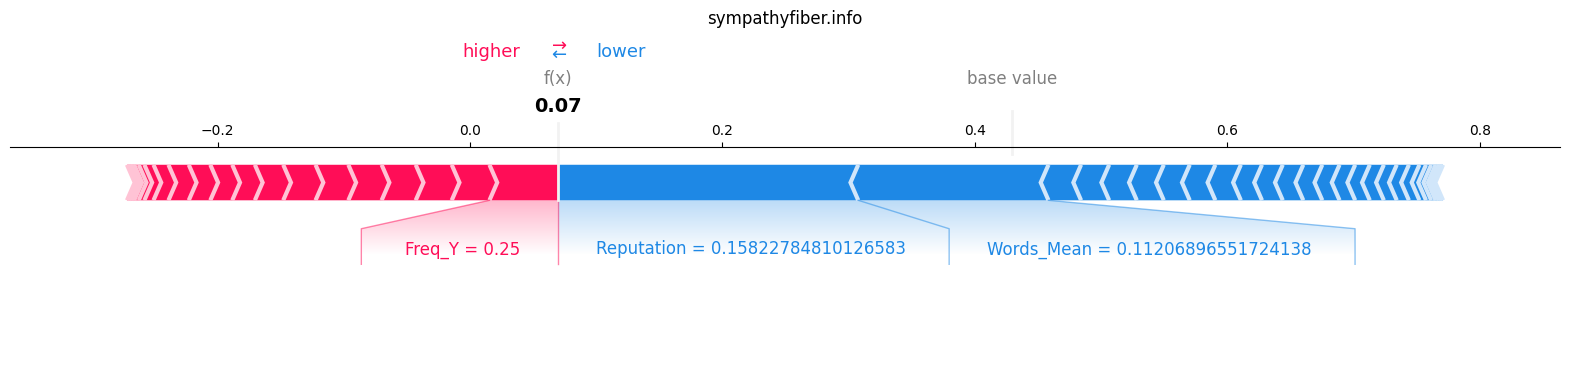 sympathyfiber.info
higher → ← lower
f(x) base value
0.07
−0.2 0.0 0.2 0.4 0.6 0.8
Freq_Y = 0.25 Reputation = 0.15822784810126583 Words_Mean = 0.11206896551724138